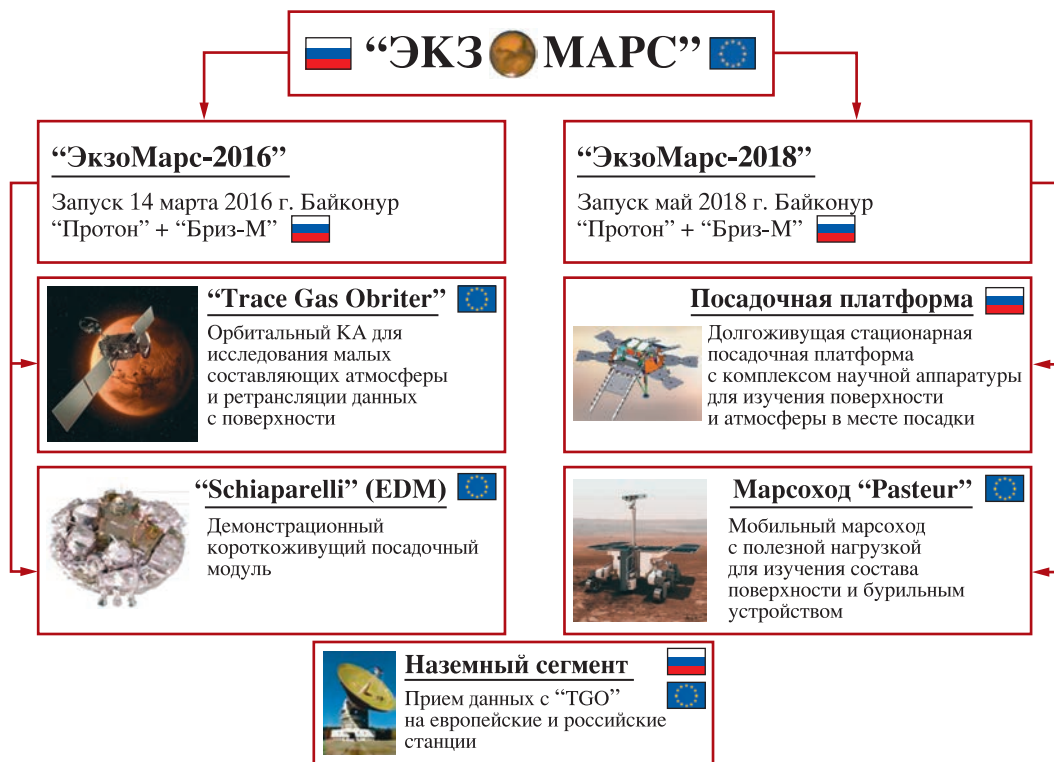 “ЭКЗ МАРС”
“ЭкзоМарс-2016”
Запуск 14 марта 2016 г. Байконур
“Протон” + “Бриз-М”
“Trace Gas Obriter”
Орбитальный КА для
исследования малых
составляющих атмосферы
и ретрансляции данных
с поверхности
“Schiaparelli” (EDM)
Демонстрационный
короткоживущий посадочный
модуль
“ЭкзоМарс-2018”
Запуск май 2018 г. Байконур
“Протон” + “Бриз-М”
Посадочная платформа
Долгоживущая стационарная
посадочная платформа
с комплексом научной аппаратуры
для изучения поверхности
и атмосферы в месте посадки
Марсоход “Pasteur”
Мобильный марсоход
с полезной нагрузкой
для изучения состава
поверхности и бурильным
устройством
Наземный сегмент
Прием данных с “TGO”
на европейские и российские
станции